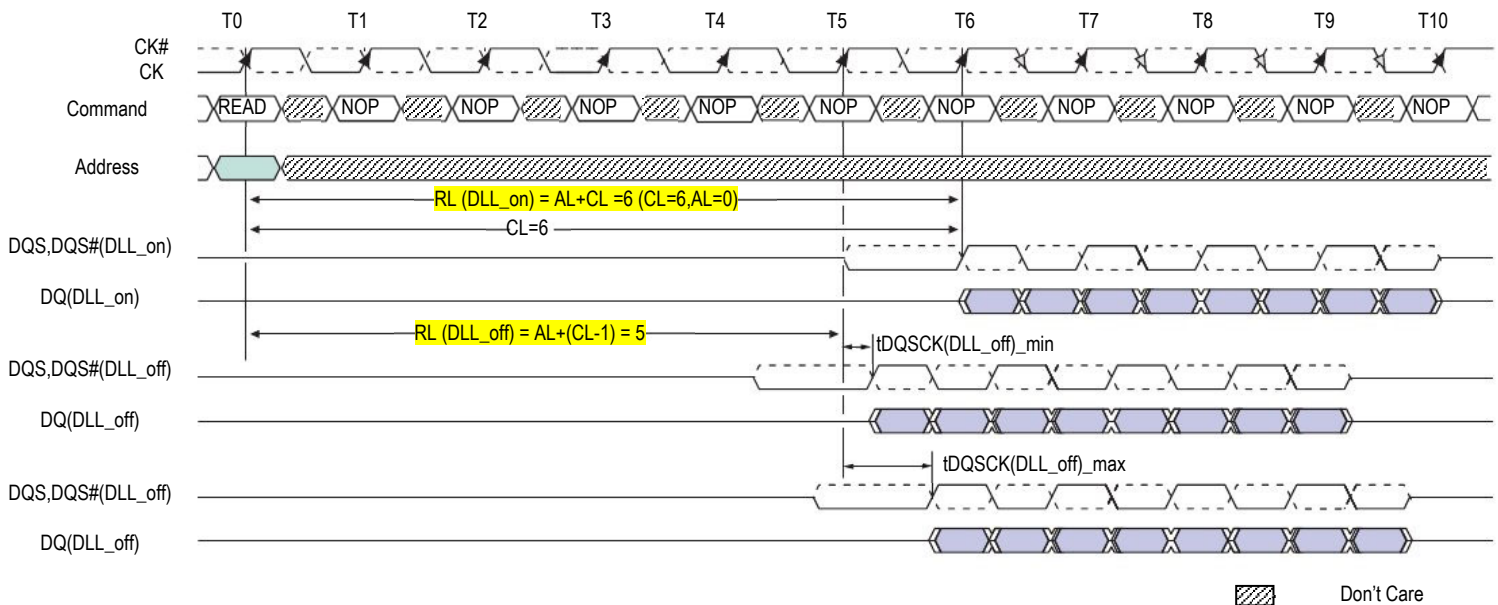 T0 T1 T2 T3 T4 T5 T6 T7 T8 T9 T10
CK#
CK
Command READ NOP NOP NOP NOP NOP NOP NOP NOP NOP NOP
Address
RL (DLL_on) = AL+CL =6 (CL=6,AL=0)
CL=6
DQS,DQS#(DLL_on)
DQ(DLL_on)
RL (DLL_off) = AL+(CL-1) = 5
tDQSCK(DLL_off)_min
DQS,DQS#(DLL_off)
DQ(DLL_off)
tDQSCK(DLL_off)_max
DQS,DQS#(DLL_off)
DQ(DLL_off)
Don't Care